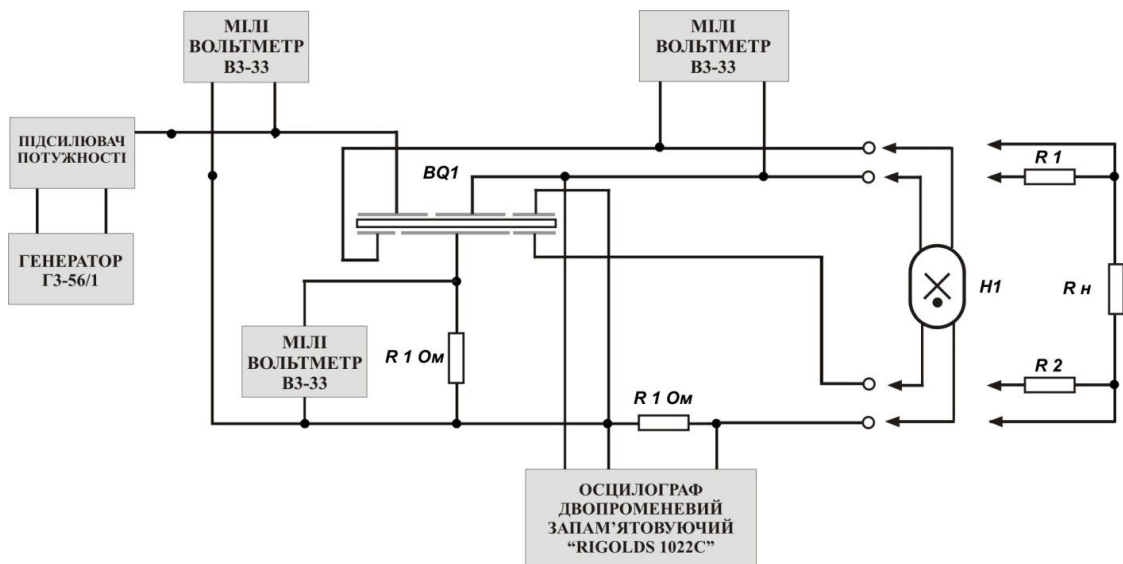 МІЛІ
ВОЛЬТМЕТР
В3-33
МІЛІ
ВОЛЬТМЕТР
В3-33
ПІДСИЛЮВАЧ
ПОТУЖНОСТІ
ГЕНЕРАТОР
Г3-56/1
BQ1
R 1
H1
R н
МІЛІ
ВОЛЬТМЕТР
В3-33
R 1 Ом
R 1 Ом
R 2
ОСЦИЛОГРАФ
ДВОПРОМЕНЕВИЙ
ЗАПАМ’ЯТОВУЮЧИЙ
“RIGOLDS 1022C”